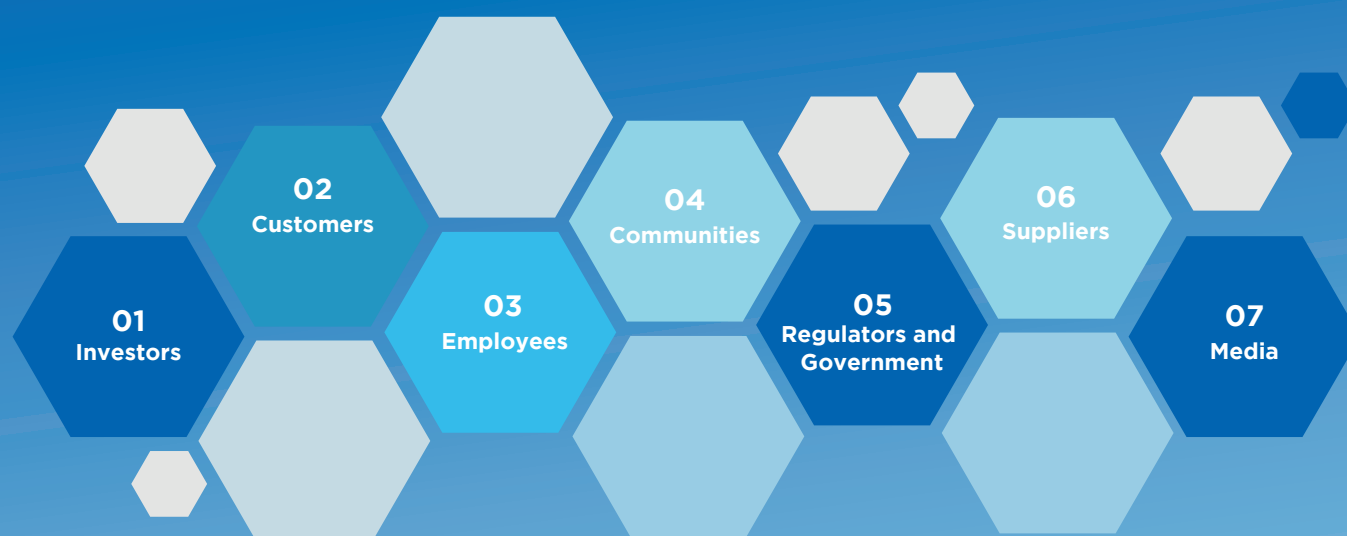 01
Investors
02
Customers
03
Employees
04
Communities
05
Regulators and
Government
06
Suppliers
07
Media